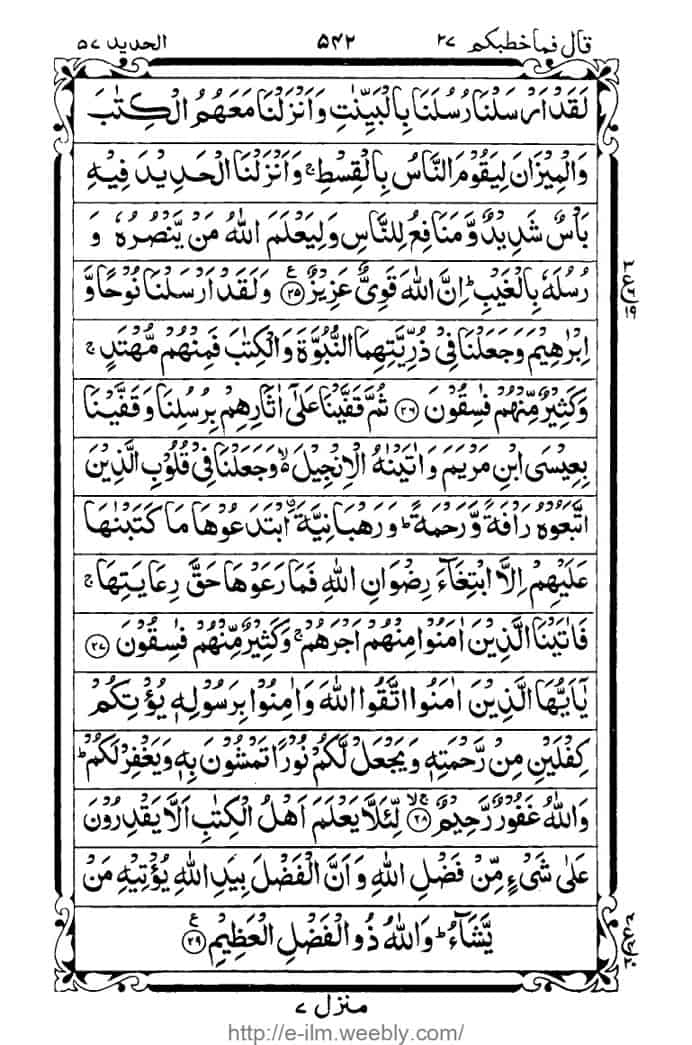 قال فما خطبكم ٢٧ ٥٤٢ الحديد ٥٧
لَقَدْ اَرْسَلْنَا رُسُلَنَا بِالْبَيِّنٰتِ وَاَنْزَلْنَا مَعَهُمُ الْكِتٰبَ
وَالْمِيْزَانَ لِيَقُوْمَ النَّاسُ بِالْقِسْطِ ۚ وَاَنْزَلْنَا الْحَدِيْدَ فِيْهِ
بَاْسٌ شَدِيْدٌ وَّمَنَافِعُ لِلنَّاسِ وَلِيَعْلَمَ اللّٰهُ مَنْ يَّنْصُرُهٗ وَ
رُسُلَهٗ بِالْغَيْبِ ؕ اِنَّ اللّٰهَ قَوِيٌّ عَزِيْزٌ ﴿٢٥﴾ وَلَقَدْ اَرْسَلْنَا نُوْحًا وَّ
اِبْرٰهِيْمَ وَجَعَلْنَا فِيْ ذُرِّيَّتِهِمَا النُّبُوَّةَ وَالْكِتٰبَ فَمِنْهُمْ مُّهْتَدٍ ۚ
وَكَثِيْرٌ مِّنْهُمْ فٰسِقُوْنَ ﴿٢٦﴾ ثُمَّ قَفَّيْنَا عَلٰٓى اٰثَارِهِمْ بِرُسُلِنَا وَقَفَّيْنَا
بِعِيْسَى ابْنِ مَرْيَمَ وَاٰتَيْنٰهُ الْاِنْجِيْلَ ۙ وَجَعَلْنَا فِيْ قُلُوْبِ الَّذِيْنَ
اتَّبَعُوْهُ رَاْفَةً وَّرَحْمَةً ؕ وَرَهْبَانِيَّةَ ۨ ابْتَدَعُوْهَا مَا كَتَبْنٰهَا
عَلَيْهِمْ اِلَّا ابْتِغَآءَ رِضْوَانِ اللّٰهِ فَمَا رَعَوْهَا حَقَّ رِعَايَتِهَا ۚ
فَاٰتَيْنَا الَّذِيْنَ اٰمَنُوْا مِنْهُمْ اَجْرَهُمْ ۚ وَكَثِيْرٌ مِّنْهُمْ فٰسِقُوْنَ ﴿٢٧﴾
يٰٓاَيُّهَا الَّذِيْنَ اٰمَنُوا اتَّقُوا اللّٰهَ وَاٰمِنُوْا بِرَسُوْلِهٖ يُؤْتِكُمْ
كِفْلَيْنِ مِنْ رَّحْمَتِهٖ وَيَجْعَلْ لَّكُمْ نُوْرًا تَمْشُوْنَ بِهٖ وَيَغْفِرْ لَكُمْ ؕ
وَاللّٰهُ غَفُوْرٌ رَّحِيْمٌ ﴿٢٨﴾ لِّئَلَّا يَعْلَمَ اَهْلُ الْكِتٰبِ اَلَّا يَقْدِرُوْنَ
عَلٰى شَيْءٍ مِّنْ فَضْلِ اللّٰهِ وَاَنَّ الْفَضْلَ بِيَدِ اللّٰهِ يُؤْتِيْهِ مَنْ
يَّشَآءُ ؕ وَاللّٰهُ ذُو الْفَضْلِ الْعَظِيْمِ ﴿٢٩﴾
منزل ٧
http://e-ilm.weebly.com/